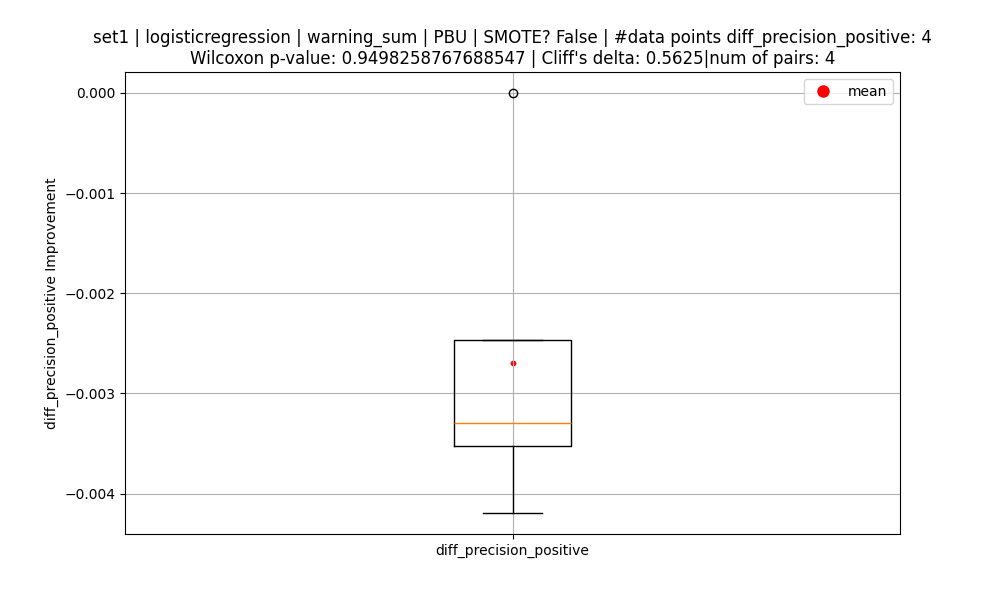 set1 | logisticregression | warning_sum | PBU | SMOTE? False | #data points diff_precision_positive: 4
Wilcoxon p-value: 0.9498258767688547 | Cliff's delta: 0.5625|num of pairs: 4
mean
0.000
−0.001
−0.002
−0.003
−0.004
diff_precision_positive Improvement
diff_precision_positive